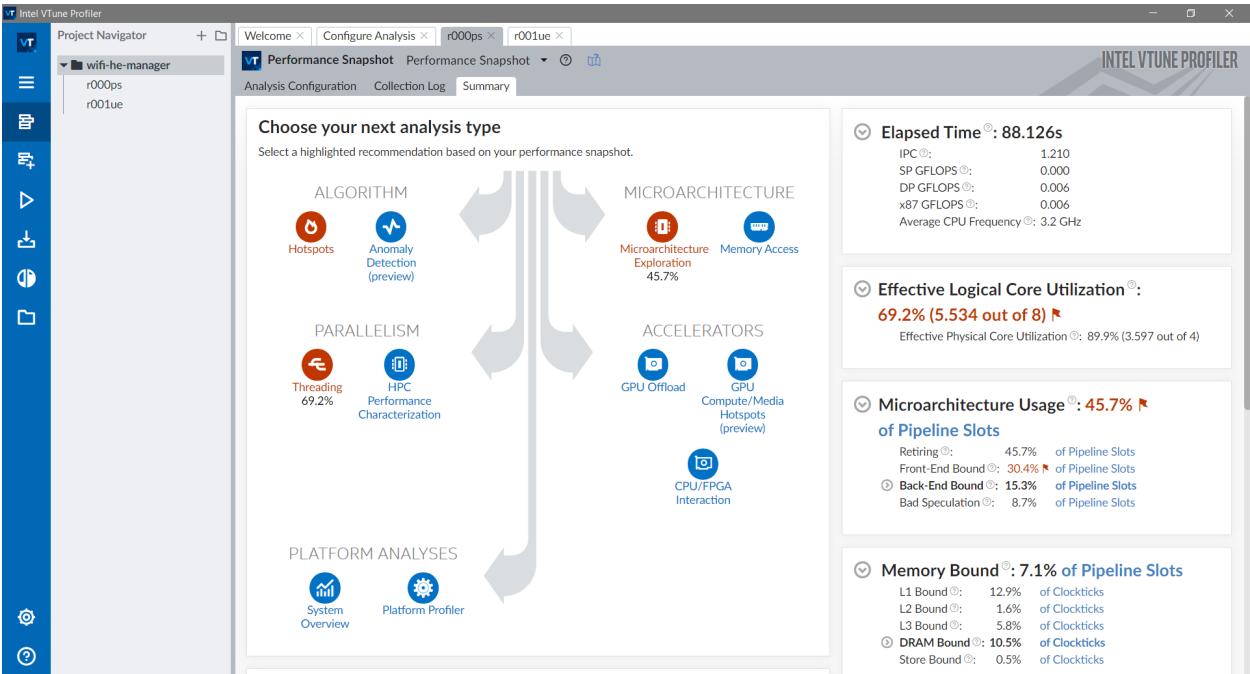 Intel VTune Profiler
Project Navigator
wifi-he-manager
r000ps
r001ue
Welcome
Configure Analysis
r000ps
r001ue
Performance Snapshot Performance Snapshot
INTEL VTUNE PROFILER
Analysis Configuration Collection Log Summary
Choose your next analysis type
Select a highlighted recommendation based on your performance snapshot.
ALGORITHM
Hotspots
Anomaly
Detection
(preview)
MICROARCHITECTURE
Microarchitecture
Exploration
45.7%
Memory Access
PARALLELISM
Threading
69.2%
HPC
Performance
Characterization
ACCELERATORS
GPU Offload
GPU
Compute/Media
Hotspots
(preview)
CPU/FPGA
Interaction
PLATFORM ANALYSES
System
Overview
Platform Profiler
Elapsed Time: 88.126s
IPC: 1.210
SP GFLOPS: 0.000
DP GFLOPS: 0.006
x87 GFLOPS: 0.006
Average CPU Frequency: 3.2 GHz
Effective Logical Core Utilization:
69.2% (5.534 out of 8)
Effective Physical Core Utilization: 89.9% (3.597 out of 4)
Microarchitecture Usage: 45.7%
of Pipeline Slots
Retiring: 45.7% of Pipeline Slots
Front-End Bound: 30.4% of Pipeline Slots
Back-End Bound: 15.3% of Pipeline Slots
Bad Speculation: 8.7% of Pipeline Slots
Memory Bound: 7.1% of Pipeline Slots
L1 Bound: 12.9% of Clockticks
L2 Bound: 1.6% of Clockticks
L3 Bound: 5.8% of Clockticks
DRAM Bound: 10.5% of Clockticks
Store Bound: 0.5% of Clockticks